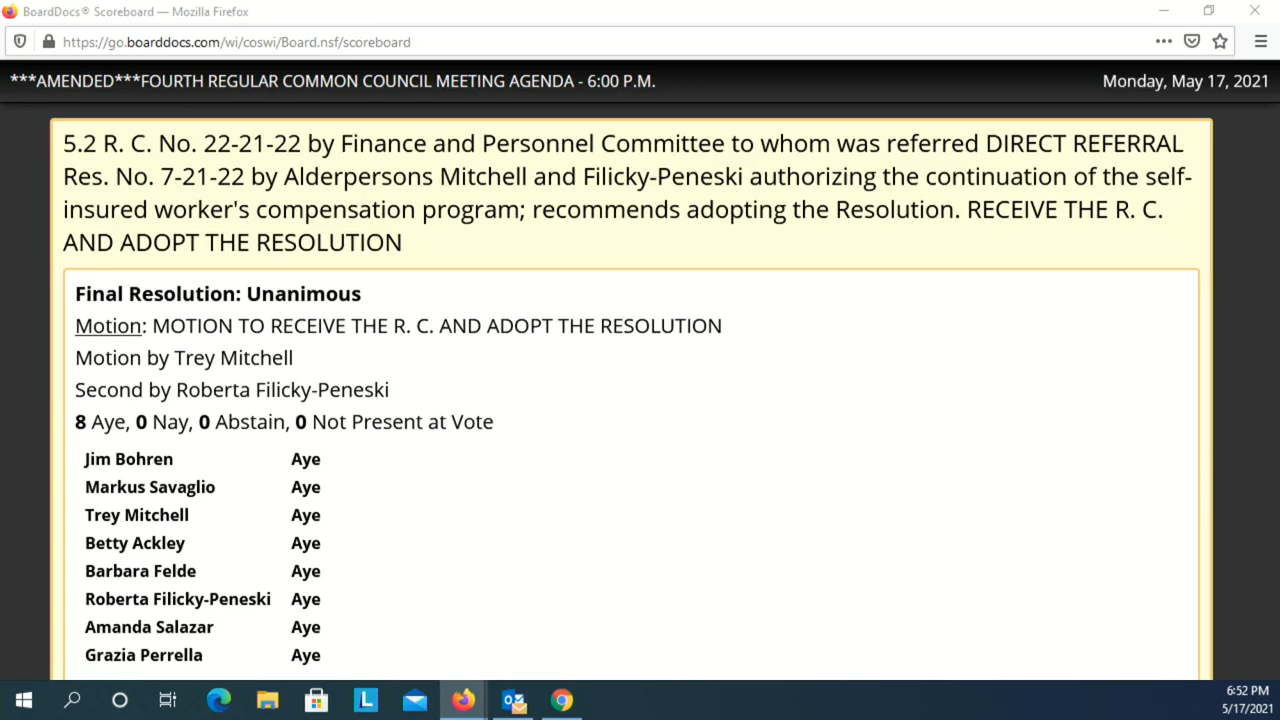 BoardDocs® Scoreboard — Mozilla Firefox
https://go.boarddocs.com/wi/coswi/Board.nsf/scoreboard
***AMENDED***FOURTH REGULAR COMMON COUNCIL MEETING AGENDA - 6:00 P.M. Monday, May 17, 2021
5.2 R. C. No. 22-21-22 by Finance and Personnel Committee to whom was referred DIRECT REFERRAL
Res. No. 7-21-22 by Alderpersons Mitchell and Filicky-Peneski authorizing the continuation of the self-
insured worker's compensation program; recommends adopting the Resolution. RECEIVE THE R. C.
AND ADOPT THE RESOLUTION
Final Resolution: Unanimous
Motion: MOTION TO RECEIVE THE R. C. AND ADOPT THE RESOLUTION
Motion by Trey Mitchell
Second by Roberta Filicky-Peneski
8 Aye, 0 Nay, 0 Abstain, 0 Not Present at Vote
Jim Bohren Aye
Markus Savaglio Aye
Trey Mitchell Aye
Betty Ackley Aye
Barbara Felde Aye
Roberta Filicky-Peneski Aye
Amanda Salazar Aye
Grazia Perrella Aye
L
6:52 PM
5/17/2021